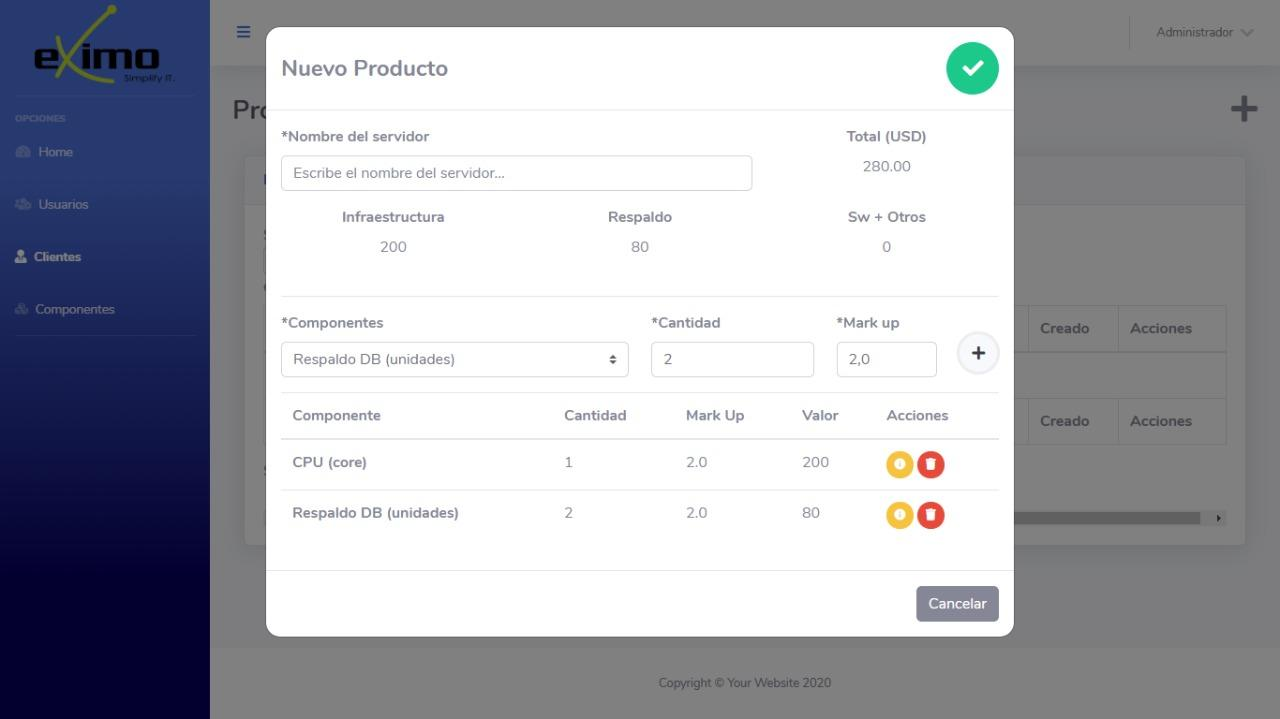 eximo
Simplify IT.
OPCIONES
Home
Usuarios
Clientes
Componentes
Administrador
Nuevo Producto
*Nombre del servidor
Total (USD)
Escribe el nombre del servidor...
280.00
Infraestructura Respaldo Sw + Otros
200 80 0
*Componentes *Cantidad *Mark up
Respaldo DB (unidades) 2 2,0
Componente Cantidad Mark Up Valor Acciones
CPU (core) 1 2.0 200
Respaldo DB (unidades) 2 2.0 80
Cancelar
Creado Acciones
Creado Acciones
Copyright © Your Website 2020